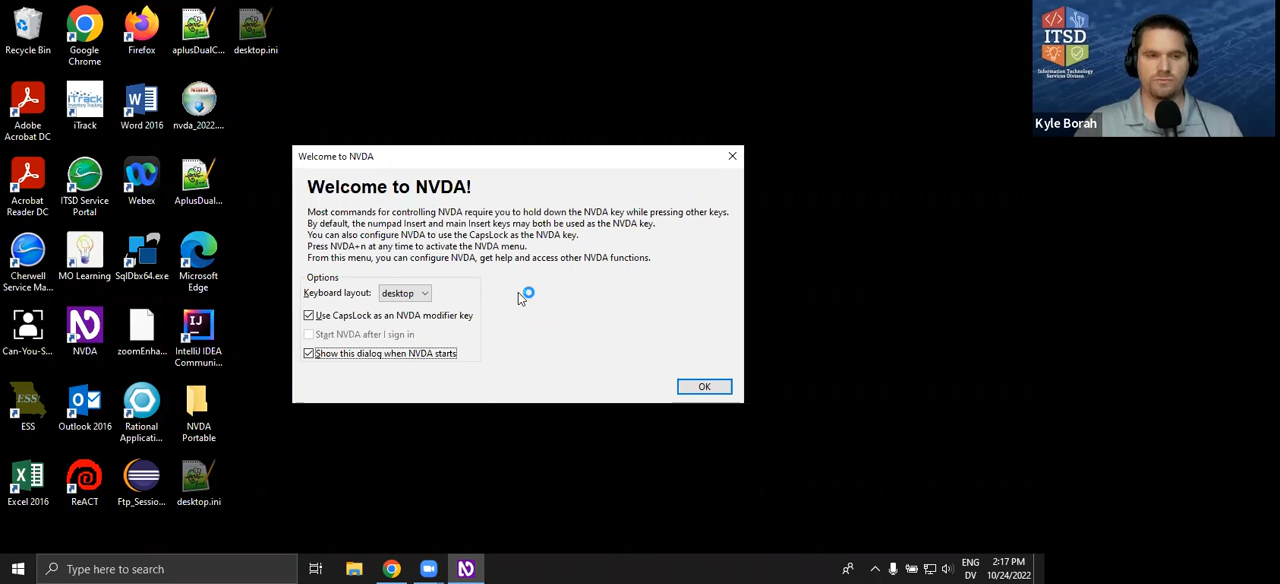 Recycle Bin
Google
Chrome
Firefox
aplusDualC...
desktop.ini
Adobe
Acrobat DC
iTrack
iTrack
Word 2016
nvda_2022....
Acrobat
Reader DC
ITSD Service
Portal
Webex
AplusDual...
Cherwell
Service Ma...
MO Learning
SqlDbx64.exe
Microsoft
Edge
Can-You-S...
NVDA
zoomEnha...
IntelliJ IDEA
Communi...
ESS
ESS
Outlook 2016
Rational
Applicati...
NVDA
Portable
Excel 2016
ReACT
Ftp_Sessio...
desktop.ini
Welcome to NVDA
Welcome to NVDA!
Most commands for controlling NVDA require you to hold down the NVDA key while pressing other keys.
By default, the numpad Insert and main Insert keys may both be used as the NVDA key.
You can also configure NVDA to use the CapsLock as the NVDA key.
Press NVDA+n at any time to activate the NVDA menu.
From this menu, you can configure NVDA, get help and access other NVDA functions.
Options
Keyboard layout: desktop
Use CapsLock as an NVDA modifier key
Start NVDA after I sign in
Show this dialog when NVDA starts
OK
ITSD
Information Technology
Services Division
Kyle Borah
Type here to search
ENG
DV
2:17 PM
10/24/2022